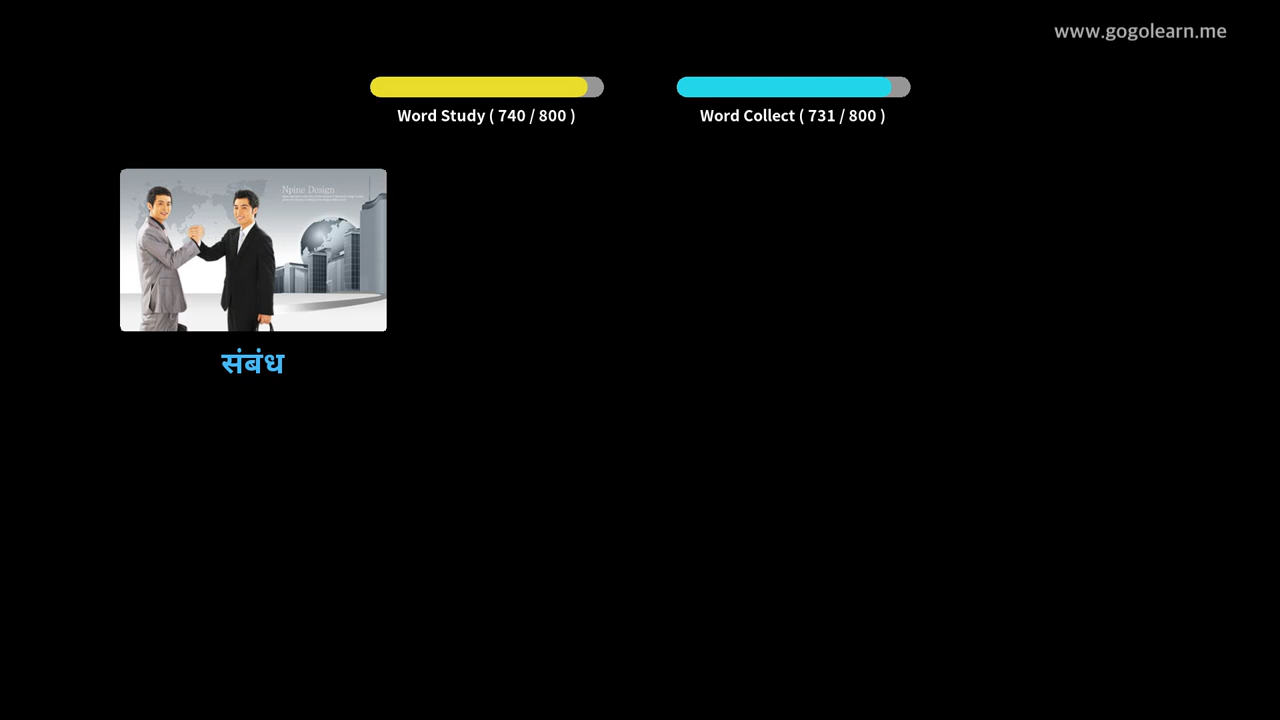 www.gogolearn.me
Word Study ( 740 / 800 )
Word Collect ( 731 / 800 )
Npine Design
संबंध